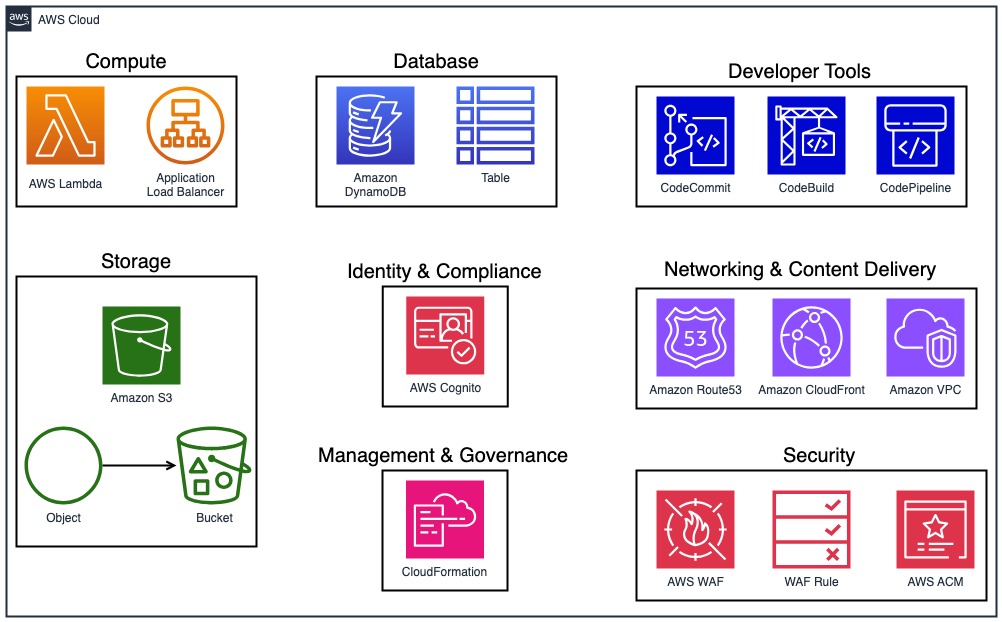 aws
AWS Cloud
Compute
AWS Lambda
Application
Load Balancer
Database
Amazon
DynamoDB
Table
Developer Tools
</>
</>
</>
CodeCommit
CodeBuild
CodePipeline
Storage
Amazon S3
Object
Bucket
Identity & Compliance
AWS Cognito
Networking & Content Delivery
53
Amazon Route53
Amazon CloudFront
Amazon VPC
Management & Governance
CloudFormation
Security
AWS WAF
WAF Rule
AWS ACM